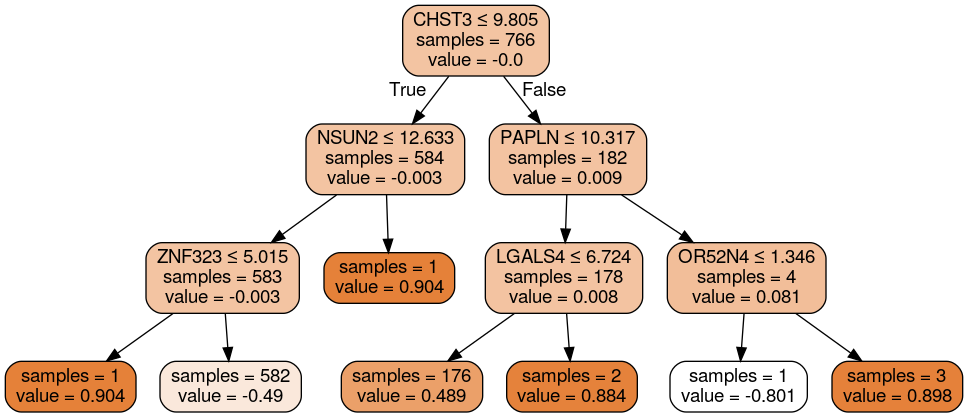 CHST3 ≤ 9.805
samples = 766
value = -0.0
True
False
NSUN2 ≤ 12.633
samples = 584
value = -0.003
PAPLN ≤ 10.317
samples = 182
value = 0.009
ZNF323 ≤ 5.015
samples = 583
value = -0.003
samples = 1
value = 0.904
LGALS4 ≤ 6.724
samples = 178
value = 0.008
OR52N4 ≤ 1.346
samples = 4
value = 0.081
samples = 1
value = 0.904
samples = 582
value = -0.49
samples = 176
value = 0.489
samples = 2
value = 0.884
samples = 1
value = -0.801
samples = 3
value = 0.898